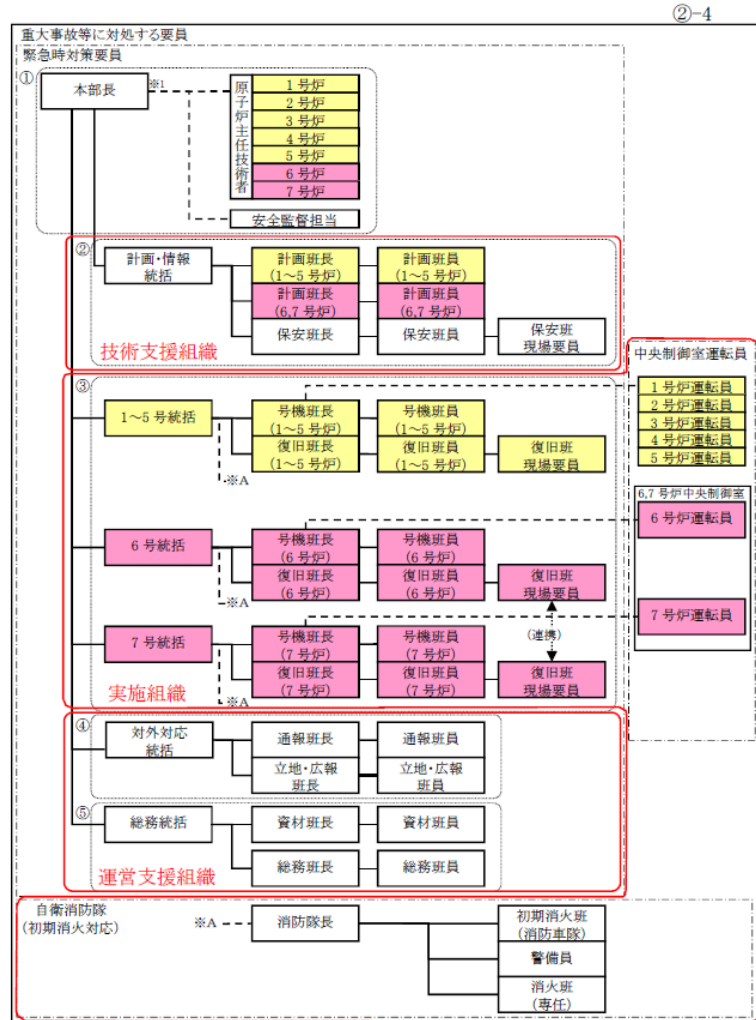 ②-4
重大事故等に対処する要員
緊急時対策要員
①
本部長
※1
原子炉主任技術者
1号炉
2号炉
3号炉
4号炉
5号炉
6号炉
7号炉
安全監督担当
②
計画・情報
統括
計画班長
(1～5号炉)
計画班員
(1～5号炉)
計画班長
(6,7号炉)
計画班員
(6,7号炉)
保安班長
保安班員
保安班
現場要員
技術支援組織
中央制御室運転員
③
1～5号統括
号機班長
(1～5号炉)
号機班員
(1～5号炉)
復旧班長
(1～5号炉)
復旧班員
(1～5号炉)
復旧班
現場要員
※A
1号炉運転員
2号炉運転員
3号炉運転員
4号炉運転員
5号炉運転員
6,7号炉中央制御室
6号炉運転員
7号炉運転員
6号統括
号機班長
(6号炉)
号機班員
(6号炉)
復旧班長
(6号炉)
復旧班員
(6号炉)
復旧班
現場要員
※A
(連携)
7号統括
号機班長
(7号炉)
号機班員
(7号炉)
復旧班長
(7号炉)
復旧班員
(7号炉)
復旧班
現場要員
※A
実施組織
④
対外対応
統括
通報班長
通報班員
立地・広報
班長
立地・広報
班員
⑤
総務統括
資材班長
資材班員
総務班長
総務班員
運営支援組織
自衛消防隊
(初期消火対応)
※A
消防隊長
初期消火班
(消防車隊)
警備員
消火班
(専任)